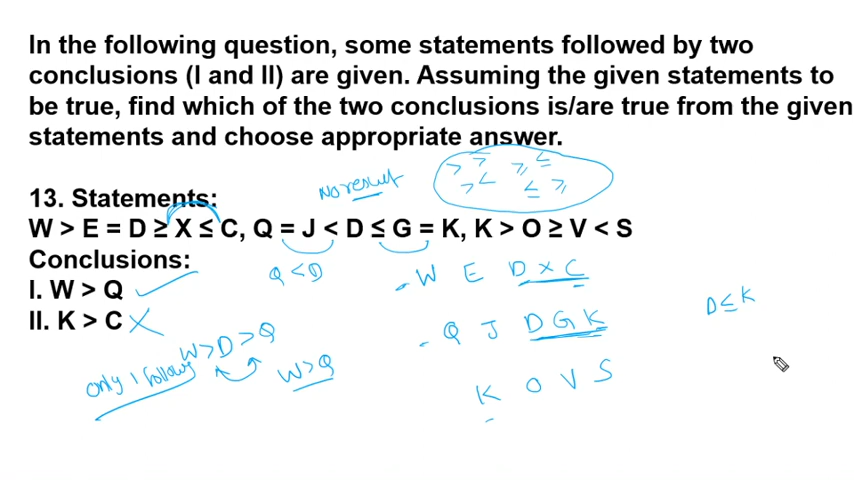 In the following question, some statements followed by two
conclusions (I and II) are given. Assuming the given statements to
be true, find which of the two conclusions is/are true from the given
statements and choose appropriate answer.
No result
> ≥ ≥ ≤
> < ≤ ≥
13. Statements:
W > E = D ≥ X ≤ C, Q = J < D ≤ G = K, K > O ≥ V < S
Conclusions:
Q < D
W E D X C
I. W > Q
D ≤ K
II. K > C
Q J D G K
W > D > Q
only I follows
W > Q
K O V S